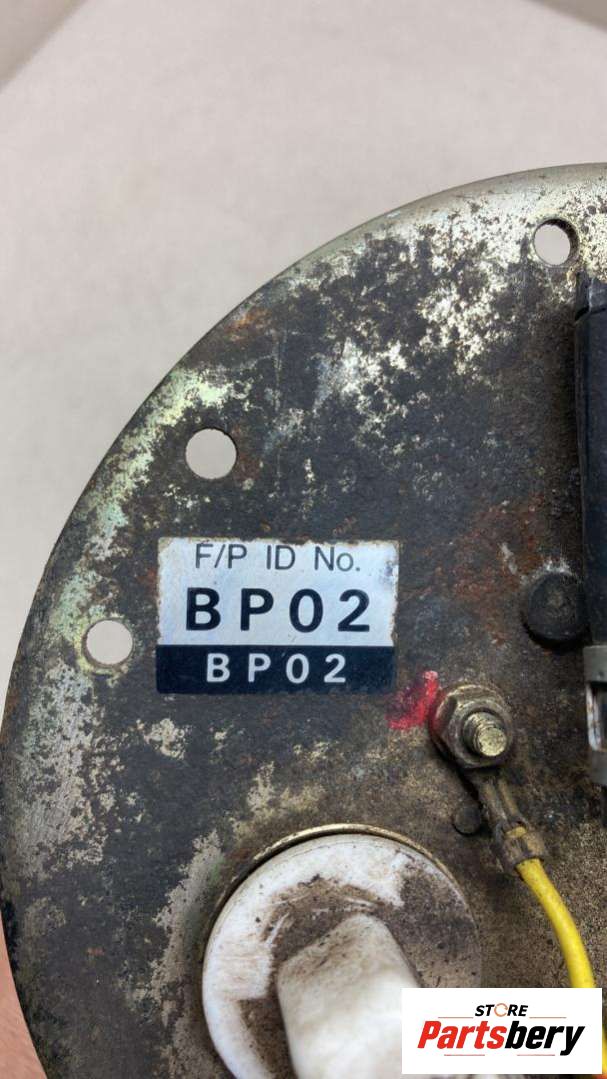 F/P ID No.
BP02
BP02
STORE
Partsbery